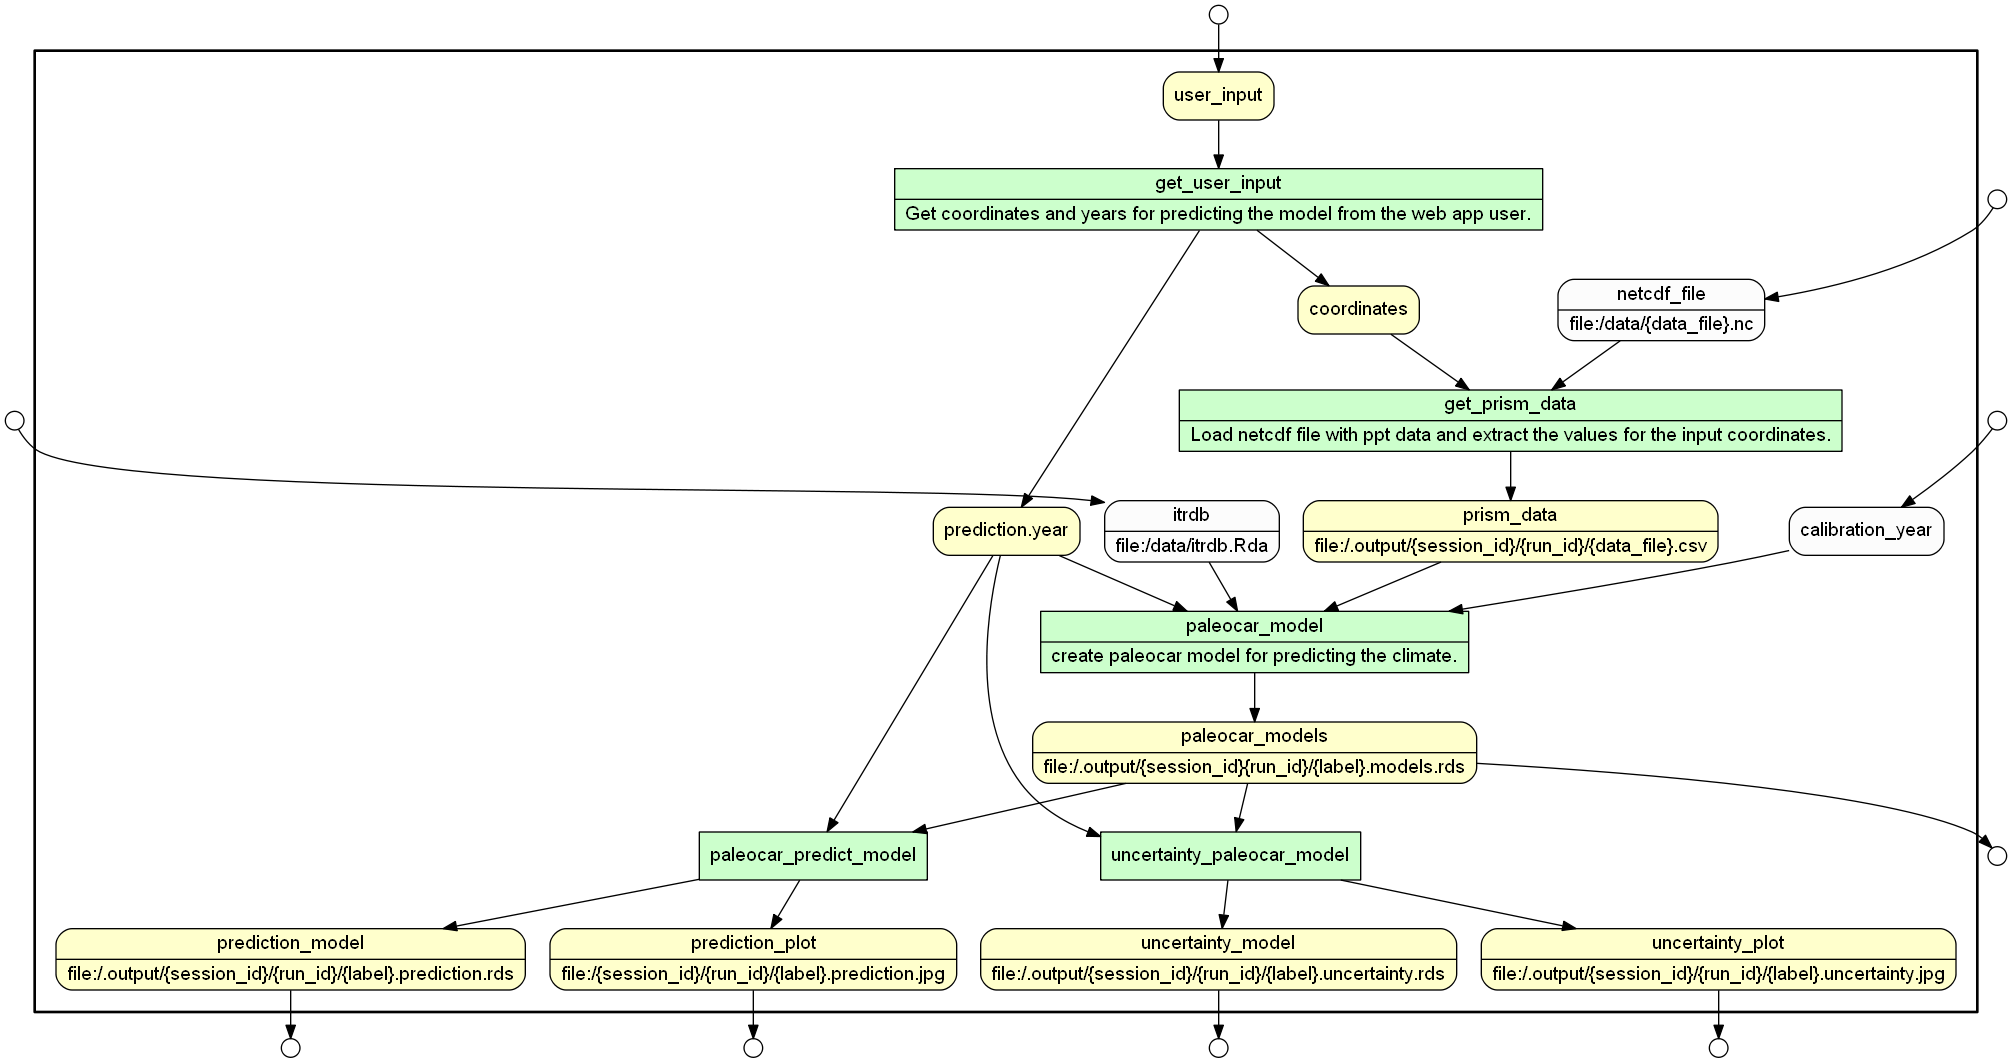 user_input
get_user_input
Get coordinates and years for predicting the model from the web app user.
coordinates
netcdf_file
file:/data/{data_file}.nc
get_prism_data
Load netcdf file with ppt data and extract the values for the input coordinates.
prediction.year
itrdb
file:/data/itrdb.Rda
prism_data
file:/.output/{session_id}/{run_id}/{data_file}.csv
calibration_year
paleocar_model
create paleocar model for predicting the climate.
paleocar_models
file:/.output/{session_id}{run_id}/{label}.models.rds
paleocar_predict_model
uncertainty_paleocar_model
prediction_model
file:/.output/{session_id}/{run_id}/{label}.prediction.rds
prediction_plot
file:/{session_id}/{run_id}/{label}.prediction.jpg
uncertainty_model
file:/.output/{session_id}/{run_id}/{label}.uncertainty.rds
uncertainty_plot
file:/.output/{session_id}/{run_id}/{label}.uncertainty.jpg